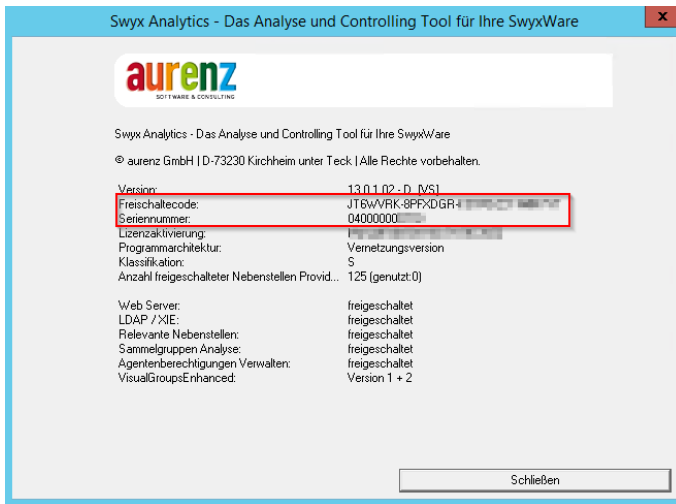 Swyx Analytics - Das Analyse und Controlling Tool für Ihre SwyxWare
x
aurenz
SOFTWARE & CONSULTING
Swyx Analytics - Das Analyse und Controlling Tool für Ihre SwyxWare
© aurenz GmbH | D-73230 Kirchheim unter Teck | Alle Rechte vorbehalten.
Version: 13.0.1.02 - D. [VS]
Freischaltecode: JT6WVRK-8PFXDGR-
Seriennummer: 04000000
Lizenzaktivierung:
Programmarchitektur: Vernetzungsversion
Klassifikation: S
Anzahl freigeschalteter Nebenstellen Provid... 125 (genutzt:0)
Web Server: freigeschaltet
LDAP / XIE: freigeschaltet
Relevante Nebenstellen: freigeschaltet
Sammelgruppen Analyse: freigeschaltet
Agentenberechtigungen Verwalten: freigeschaltet
VisualGroupsEnhanced: Version 1 + 2
Schließen